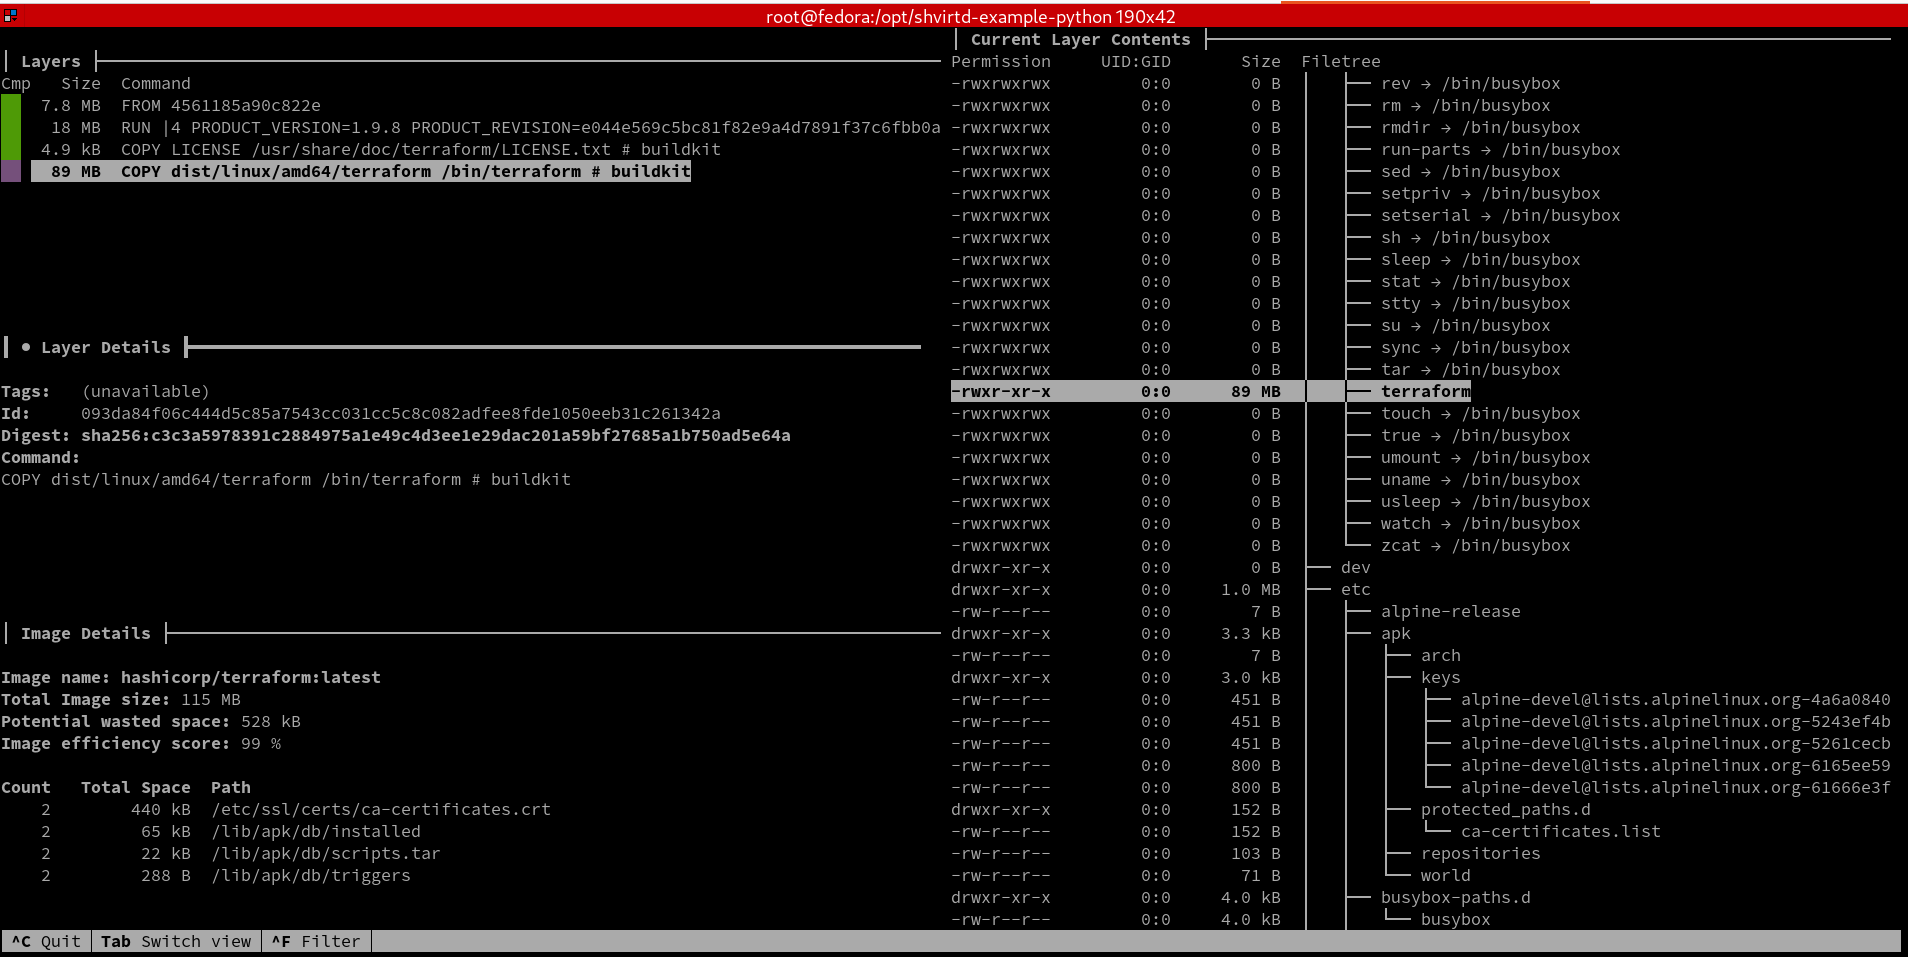 root@fedora:/opt/shvirtd-example-python 190x42
Layers
Cmp Size Command
7.8 MB FROM 4561185a90c822e
18 MB RUN |4 PRODUCT_VERSION=1.9.8 PRODUCT_REVISION=e044e569c5bc81f82e9a4d7891f37c6fbb0a
4.9 kB COPY LICENSE /usr/share/doc/terraform/LICENSE.txt # buildkit
89 MB COPY dist/linux/amd64/terraform /bin/terraform # buildkit
● Layer Details
Tags: (unavailable)
Id: 093da84f06c444d5c85a7543cc031cc5c8c082adfee8fde1050eeb31c261342a
Digest: sha256:c3c3a5978391c2884975a1e49c4d3ee1e29dac201a59bf27685a1b750ad5e64a
Command:
COPY dist/linux/amd64/terraform /bin/terraform # buildkit
Image Details
Image name: hashicorp/terraform:latest
Total Image size: 115 MB
Potential wasted space: 528 kB
Image efficiency score: 99 %
Count Total Space Path
2 440 kB /etc/ssl/certs/ca-certificates.crt
2 65 kB /lib/apk/db/installed
2 22 kB /lib/apk/db/scripts.tar
2 288 B /lib/apk/db/triggers
Current Layer Contents
Permission UID:GID Size Filetree
-rwxrwxrwx 0:0 0 B ├── rev → /bin/busybox
-rwxrwxrwx 0:0 0 B ├── rm → /bin/busybox
-rwxrwxrwx 0:0 0 B ├── rmdir → /bin/busybox
-rwxrwxrwx 0:0 0 B ├── run-parts → /bin/busybox
-rwxrwxrwx 0:0 0 B ├── sed → /bin/busybox
-rwxrwxrwx 0:0 0 B ├── setpriv → /bin/busybox
-rwxrwxrwx 0:0 0 B ├── setserial → /bin/busybox
-rwxrwxrwx 0:0 0 B ├── sh → /bin/busybox
-rwxrwxrwx 0:0 0 B ├── sleep → /bin/busybox
-rwxrwxrwx 0:0 0 B ├── stat → /bin/busybox
-rwxrwxrwx 0:0 0 B ├── stty → /bin/busybox
-rwxrwxrwx 0:0 0 B ├── su → /bin/busybox
-rwxrwxrwx 0:0 0 B ├── sync → /bin/busybox
-rwxrwxrwx 0:0 0 B ├── tar → /bin/busybox
-rwxr-xr-x 0:0 89 MB ├── terraform
-rwxrwxrwx 0:0 0 B ├── touch → /bin/busybox
-rwxrwxrwx 0:0 0 B ├── true → /bin/busybox
-rwxrwxrwx 0:0 0 B ├── umount → /bin/busybox
-rwxrwxrwx 0:0 0 B ├── uname → /bin/busybox
-rwxrwxrwx 0:0 0 B ├── usleep → /bin/busybox
-rwxrwxrwx 0:0 0 B ├── watch → /bin/busybox
-rwxrwxrwx 0:0 0 B └── zcat → /bin/busybox
drwxr-xr-x 0:0 0 B ├── dev
drwxr-xr-x 0:0 1.0 MB ├── etc
-rw-r--r-- 0:0 7 B ├── alpine-release
drwxr-xr-x 0:0 3.3 kB ├── apk
-rw-r--r-- 0:0 7 B ├── arch
drwxr-xr-x 0:0 3.0 kB ├── keys
-rw-r--r-- 0:0 451 B ├── alpine-devel@lists.alpinelinux.org-4a6a0840
-rw-r--r-- 0:0 451 B ├── alpine-devel@lists.alpinelinux.org-5243ef4b
-rw-r--r-- 0:0 451 B ├── alpine-devel@lists.alpinelinux.org-5261cecb
-rw-r--r-- 0:0 800 B ├── alpine-devel@lists.alpinelinux.org-6165ee59
-rw-r--r-- 0:0 800 B └── alpine-devel@lists.alpinelinux.org-61666e3f
drwxr-xr-x 0:0 152 B ├── protected_paths.d
-rw-r--r-- 0:0 152 B └── ca-certificates.list
-rw-r--r-- 0:0 103 B ├── repositories
-rw-r--r-- 0:0 71 B └── world
drwxr-xr-x 0:0 4.0 kB ├── busybox-paths.d
-rw-r--r-- 0:0 4.0 kB └── busybox
^C Quit Tab Switch view ^F Filter